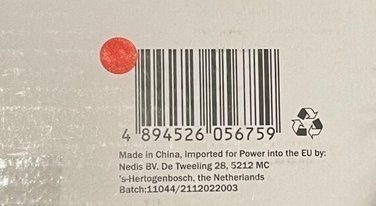 4 894526 056759
Made in China, imported for Power into the EU by:
Nedis BV. De Tweeling 28, 5212 MC
's-Hertogenbosch, the Netherlands
Batch:11044/2112022003